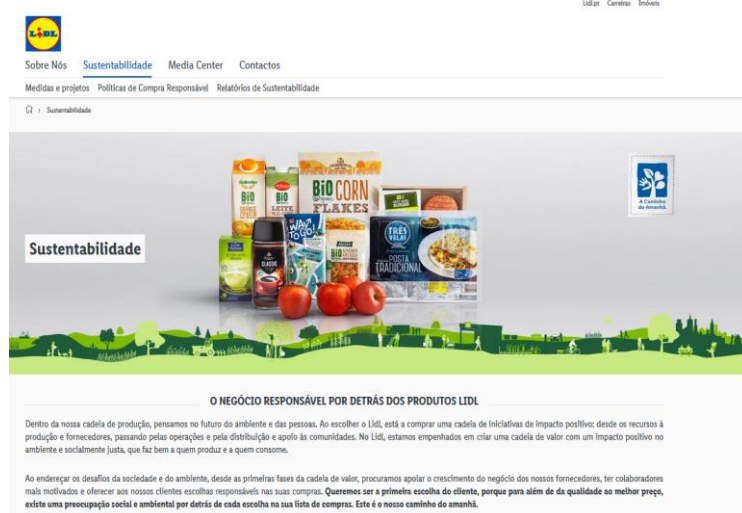 Lidl.pt Carreiras Imóveis
LIDL
Sobre Nós Sustentabilidade Media Center Contactos
Medidas e projetos Políticas de Compra Responsável Relatórios de Sustentabilidade
Sustentabilidade
Sustentabilidade
BiO
BiO
LEITE
BiO CORN
FLAKES
WAY
TO GO!
CLASSIC
BiO
TRÊS
VELAS
POSTA
TRADICIONAL
A Caminho
do Amanhã.
O NEGÓCIO RESPONSÁVEL POR DETRÁS DOS PRODUTOS LIDL
Dentro da nossa cadeia de produção, pensamos no futuro do ambiente e das pessoas. Ao escolher o Lidl, está a comprar uma cadeia de iniciativas de impacto positivo: desde os recursos à
produção e fornecedores, passando pelas operações e pela distribuição e apoio às comunidades. No Lidl, estamos empenhados em criar uma cadeia de valor com um impacto positivo no
ambiente e socialmente justa, que faz bem a quem produz e a quem consome.
Ao endereçar os desafios da sociedade e do ambiente, desde as primeiras fases da cadeia de valor, procuramos apoiar o crescimento do negócio dos nossos fornecedores, ter colaboradores
mais motivados e oferecer aos nossos clientes escolhas responsáveis nas suas compras. Queremos ser a primeira escolha do cliente, porque para além de da qualidade ao melhor preço,
existe uma preocupação social e ambiental por detrás de cada escolha na sua lista de compras. Este é o nosso caminho do amanhã.